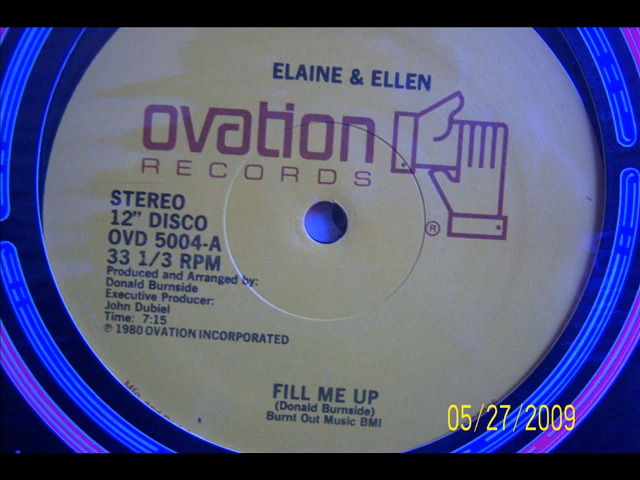 ELAINE & ELLEN
ovation
RECORDS
®
STEREO
12" DISCO
OVD 5004-A
33 1/3 RPM
Produced and Arranged by:
Donald Burnside
Executive Producer:
John Dubiel
Time: 7:15
℗ 1980 OVATION INCORPORATED
FILL ME UP
(Donald Burnside)
Burnt Out Music BMI
05/27/2009